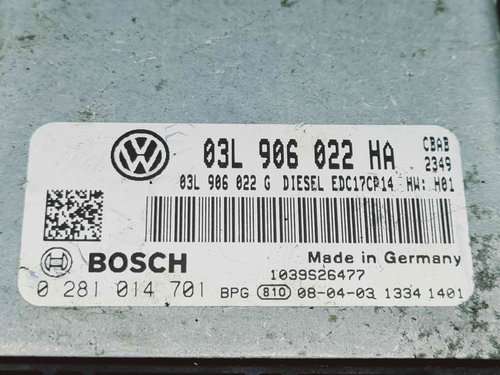 03L 906 022 HA CBAB
2349
03L 906 022 G DIESEL EDC17CP14 HW: H01
BOSCH Made in Germany
1039S26477
0 281 014 701 BPG 810 08-04-03 1334 1401